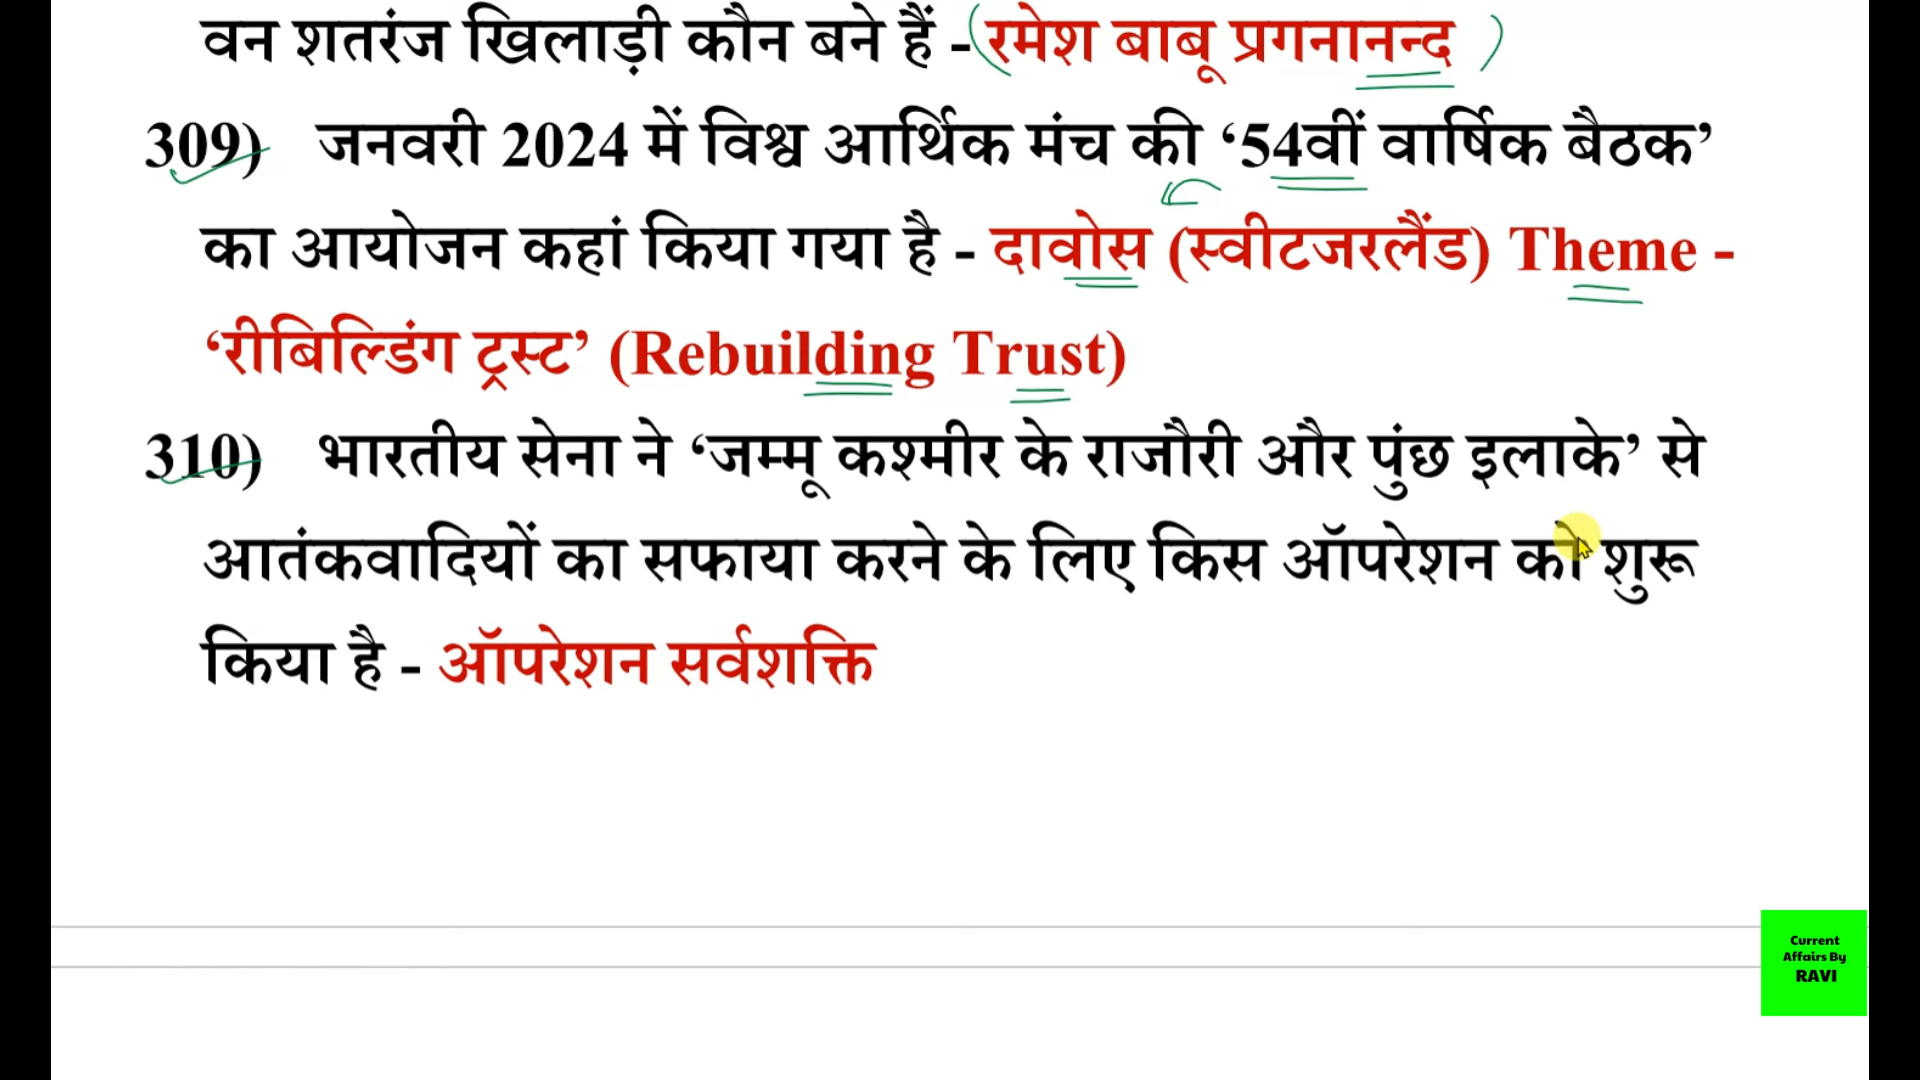 वन शतरंज खिलाड़ी कौन बने हैं - रमेश बाबू प्रगनानन्द
309) जनवरी 2024 में विश्व आर्थिक मंच की ‘54वीं वार्षिक बैठक’
का आयोजन कहां किया गया है - दावोस (स्वीटजरलैंड) Theme -
‘रीबिल्डिंग ट्रस्ट’ (Rebuilding Trust)
310) भारतीय सेना ने ‘जम्मू कश्मीर के राजौरी और पुंछ इलाके’ से
आतंकवादियों का सफाया करने के लिए किस ऑपरेशन को शुरू
किया है - ऑपरेशन सर्वशक्ति
Current
Affairs By
RAVI